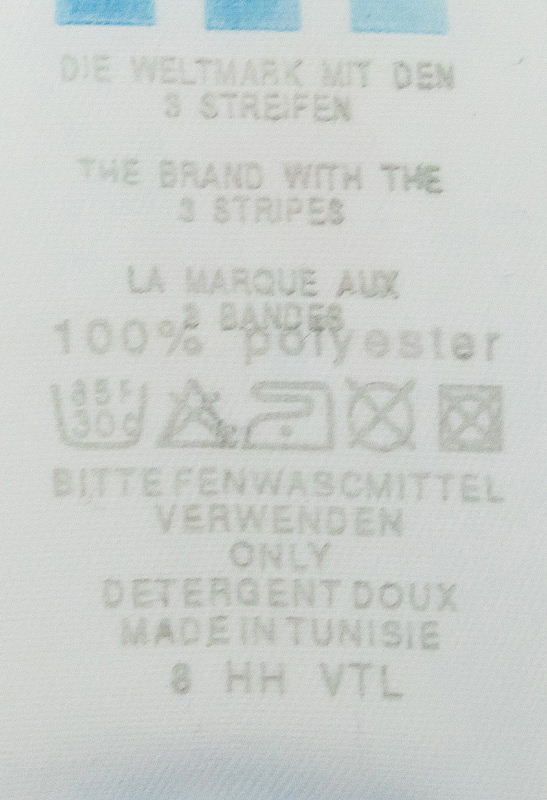 DIE WELTMARK MIT DEN
3 STREIFEN
THE BRAND WITH THE
3 STRIPES
LA MARQUE AUX
3 BANDES
100% polyester
BITTE FENWASCMITTEL
VERWENDEN
ONLY
DETERGENT DOUX
MADE IN TUNISIE
8 HH VTL